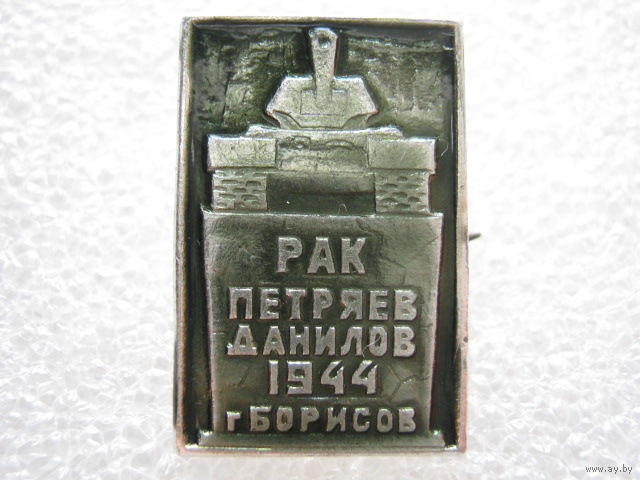 РАК
ПЕТРЯЕВ
ДАНИЛОВ
1944
г БОРИСОВ
www.ay.by